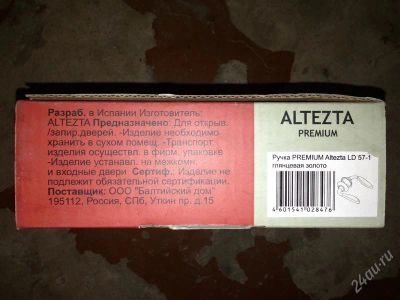 Разраб. в Испании Изготовитель:
ALTEZTA Предназначено: Для открыв.
/запир.дверей. -Изделие необходимо
хранить в сухом помещ. -Транспорт
изделия осуществл. в фирм. упаковке
-Изделие устанавл. на межкомн.
и входные двери Сертиф.: Изделие не
подлежит обязательной сертификации.
Поставщик: ООО "Балтийский дом"
195112, Россия, СПб, Уткин пр. д.15
ALTEZTA
PREMIUM
Ручка PREMIUM Altezta LD 57-1
глянцевая золото
4601541028476
24au.ru